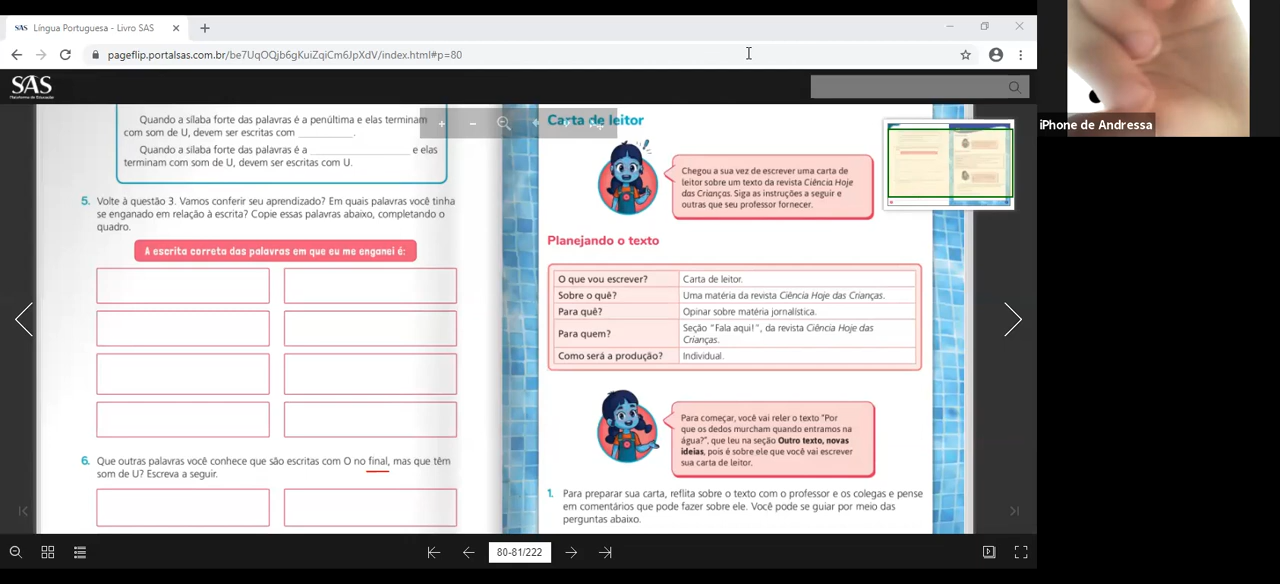 SAS Língua Portuguesa - Livro SAS
pageflip.portalsas.com.br/be7UqOQjb6gKuiZqiCm6JpXdV/index.html#p=80
SAS
Plataforma de Educação
Quando a sílaba forte das palavras é a penúltima e elas terminam
com som de U, devem ser escritas com ____________.
Quando a sílaba forte das palavras é a ______________________ e elas
terminam com som de U, devem ser escritas com U.
5. Volte à questão 3. Vamos conferir seu aprendizado? Em quais palavras você tinha
se enganado em relação à escrita? Copie essas palavras abaixo, completando o
quadro.
A escrita correta das palavras em que eu me enganei é:
6. Que outras palavras você conhece que são escritas com O no final, mas que têm
som de U? Escreva a seguir.
Carta de leitor
Chegou a sua vez de escrever uma carta de
leitor sobre um texto da revista Ciência Hoje
das Crianças. Siga as instruções a seguir e
outras que seu professor fornecer.
Planejando o texto
O que vou escrever? Carta de leitor.
Sobre o quê? Uma matéria da revista Ciência Hoje das Crianças.
Para quê? Opinar sobre matéria jornalística.
Para quem? Seção "Fala aqui!", da revista Ciência Hoje das
Crianças.
Como será a produção? Individual.
Para começar, você vai reler o texto "Por
que os dedos murcham quando entramos na
água?", que leu na seção Outro texto, novas
ideias, pois é sobre ele que você vai escrever
sua carta de leitor.
1. Para preparar sua carta, reflita sobre o texto com o professor e os colegas e pense
em comentários que pode fazer sobre ele. Você pode se guiar por meio das
perguntas abaixo.
80-81/222
iPhone de Andressa